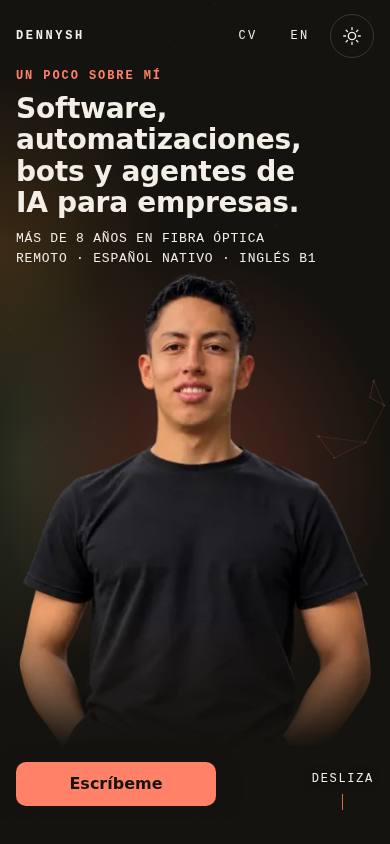 DENNYSH
CV
EN
UN POCO SOBRE MÍ
Software,
automatizaciones,
bots y agentes de
IA para empresas.
MÁS DE 8 AÑOS EN FIBRA ÓPTICA
REMOTO · ESPAÑOL NATIVO · INGLÉS B1
Escríbeme
DESLIZA